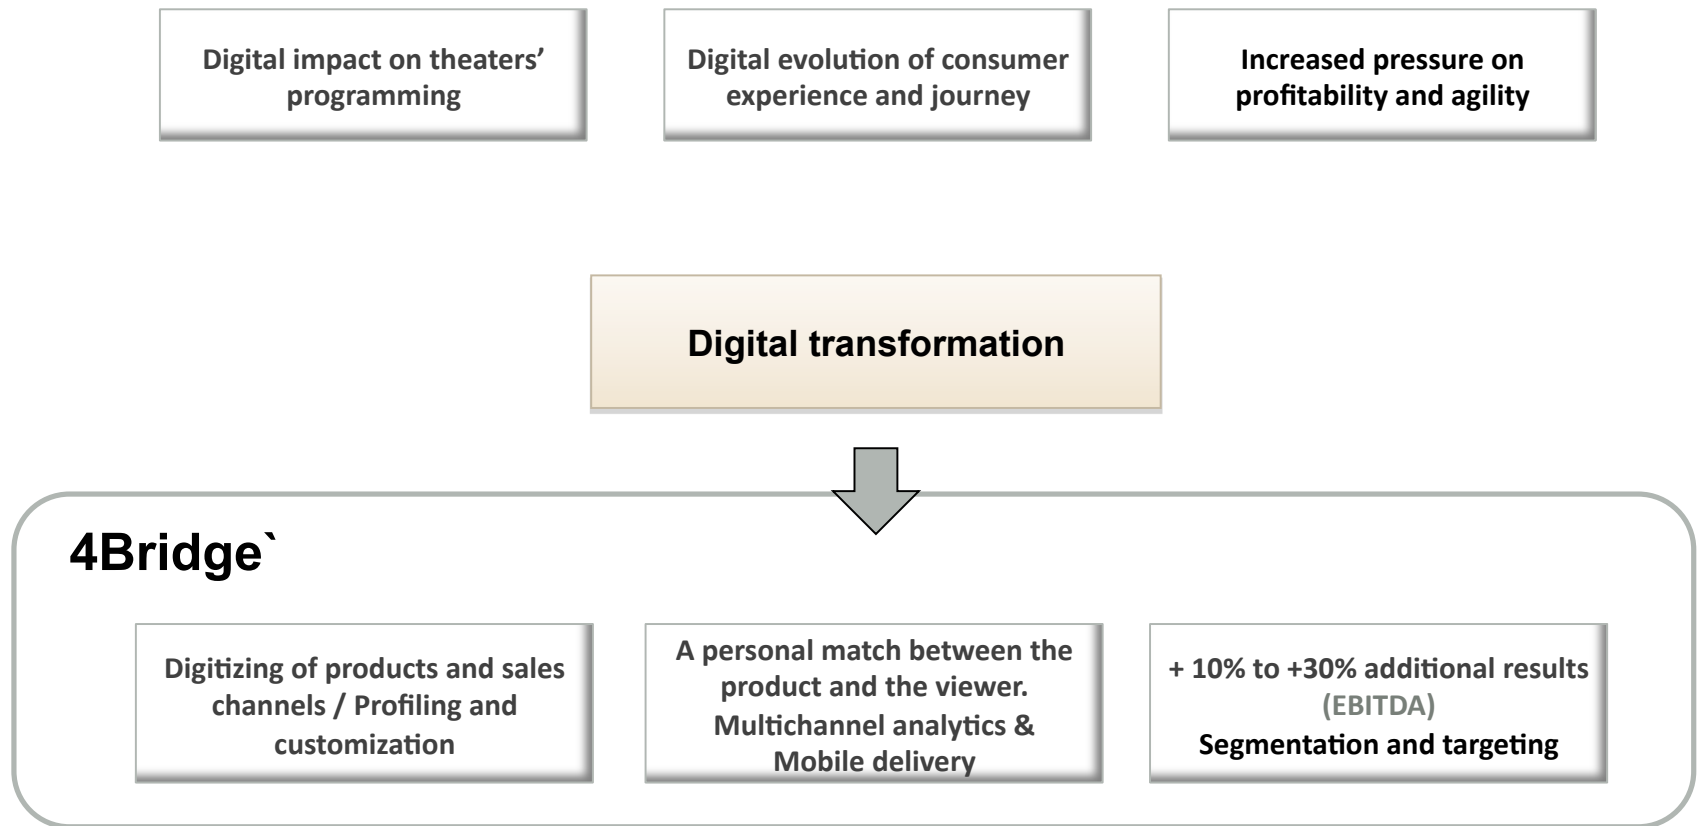 Digital impact on theaters’
programming
Digital evolution of consumer
experience and journey
Increased pressure on
profitability and agility
Digital transformation
4Bridge`
Digitizing of products and sales
channels / Profiling and
customization
A personal match between the
product and the viewer.
Multichannel analytics &
Mobile delivery
+ 10% to +30% additional results
(EBITDA)
Segmentation and targeting